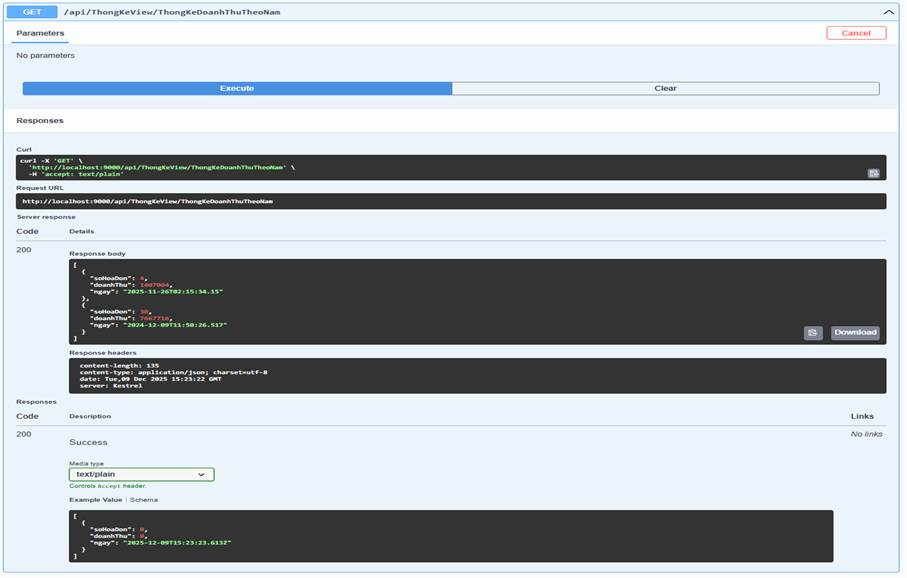 GET /api/ThongKeView/ThongKeDoanhThuTheoNam
Parameters
Cancel
No parameters
Execute
Clear
Responses
Curl
curl -X 'GET' \
'http://localhost:9000/api/ThongKeView/ThongKeDoanhThuTheoNam' \
-H 'accept: text/plain'
Request URL
http://localhost:9000/api/ThongKeView/ThongKeDoanhThuTheoNam
Server response
Code Details
200
Response body
[
{
"soHoaDon":
"doanhThu": 1407004,
"ngay": "2025-11-26T02:15:34.15"
},
{
"soHoaDon": 30,
"doanhThu": 7667716,
"ngay": "2024-12-09T11:50:26.517"
}
]
Download
Response headers
content-length: 135
content-type: application/json; charset=utf-8
date: Tue,09 Dec 2025 15:23:22 GMT
server: Kestrel
Responses
Code Description Links
200
Success
No links
Media type
text/plain
Controls Accept header.
Example Value | Schema
[
{
"soHoaDon": 0,
"doanhThu": 0,
"ngay": "2025-12-09T15:23:23.613Z"
}
]